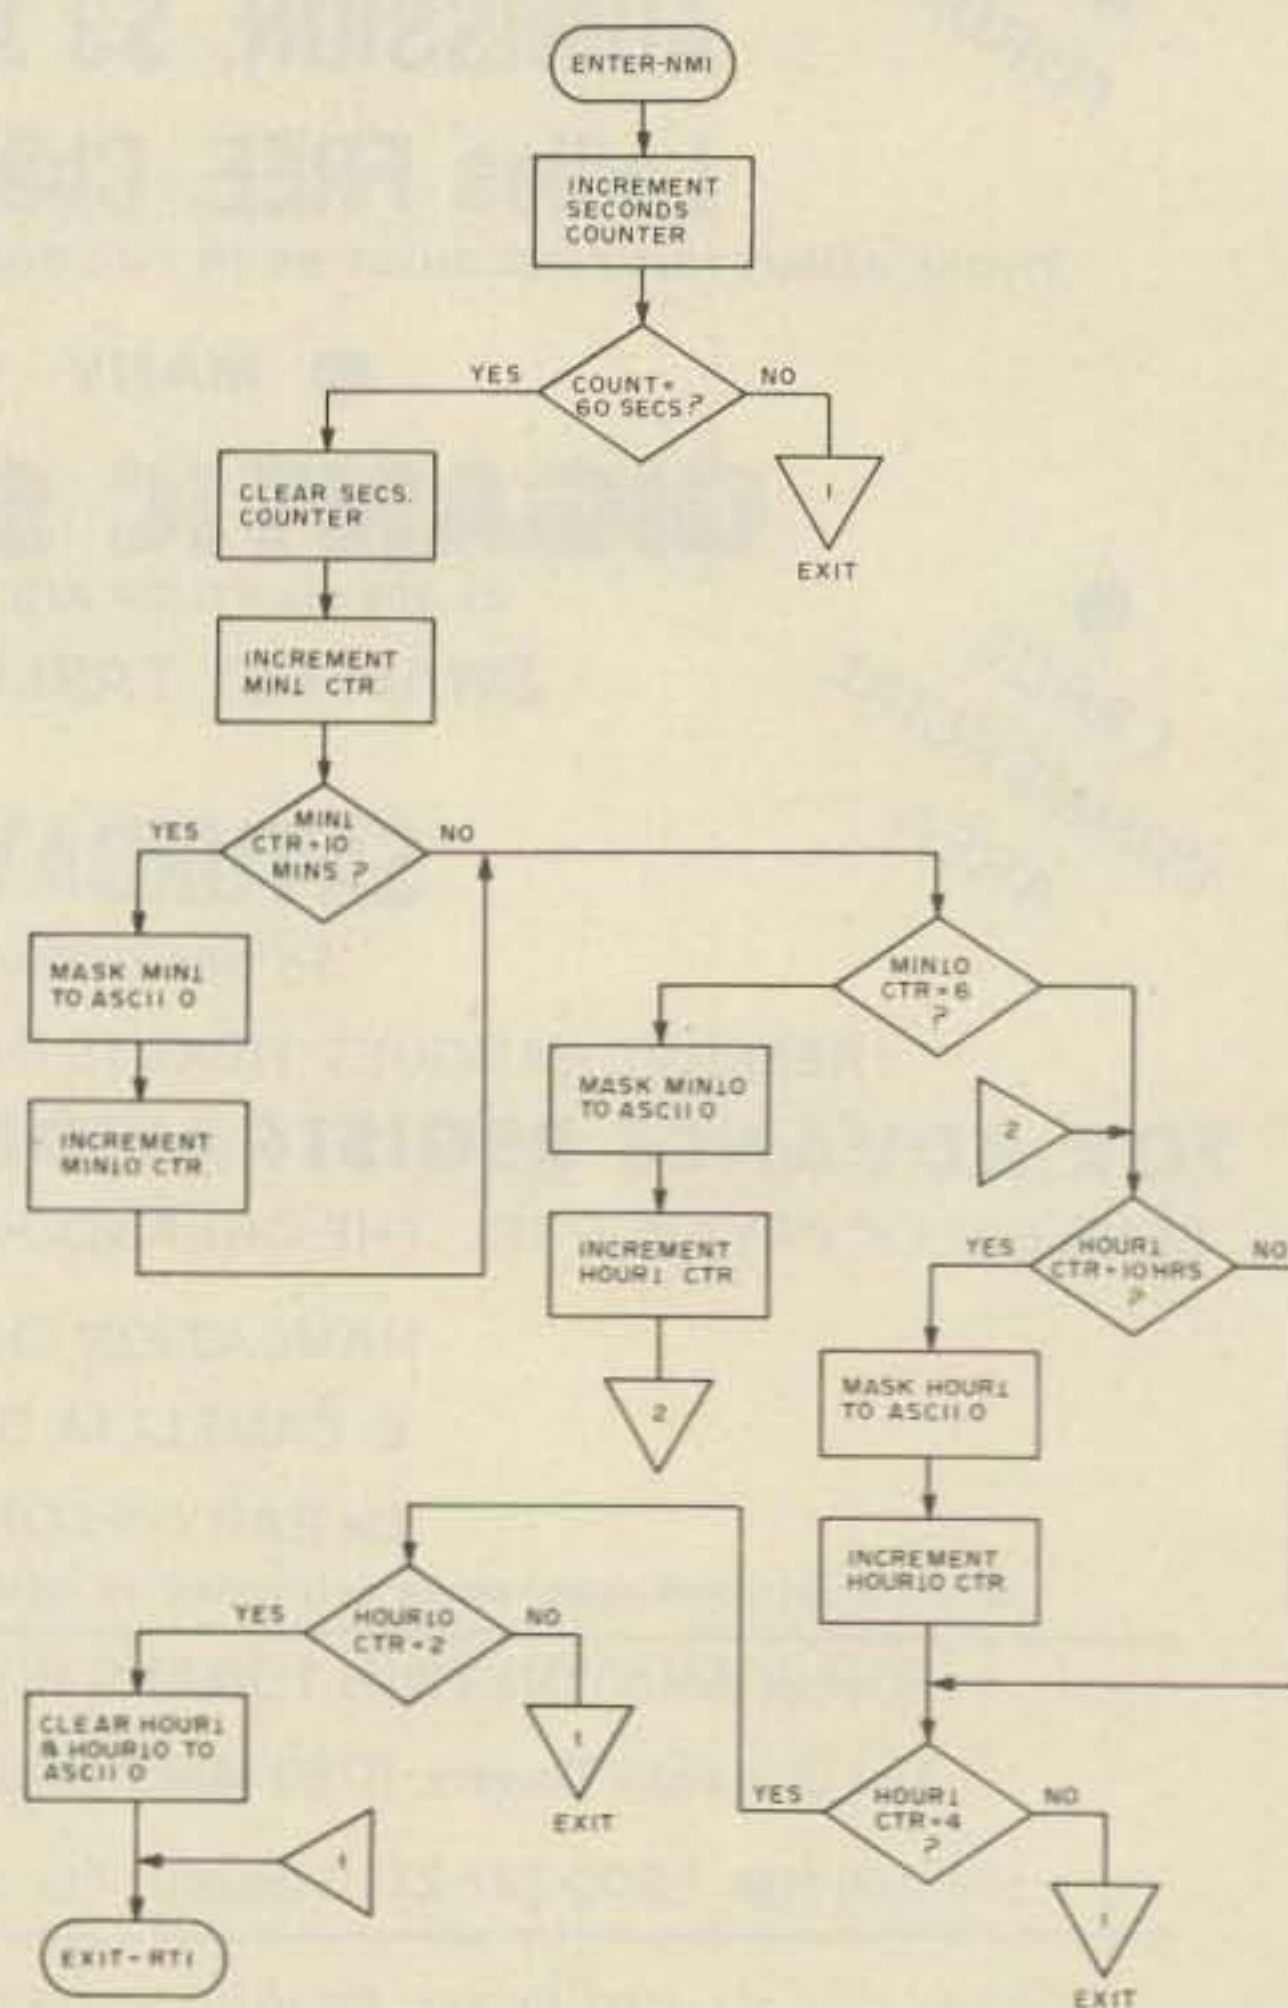 ENTER-NMI
INCREMENT
SECONDS
COUNTER
YES
COUNT=
60 SECS?
NO
CLEAR SECS.
COUNTER
1
EXIT
INCREMENT
MIN1 CTR.
YES
MIN1
CTR=10
MINS ?
NO
MASK MIN1
TO ASCII 0
INCREMENT
MIN10 CTR.
MIN10
CTR=6
?
MASK MIN10
TO ASCII 0
2
INCREMENT
HOUR1 CTR
2
YES
HOUR1
CTR=10 HRS
?
NO
MASK HOUR1
TO ASCII 0
INCREMENT
HOUR10 CTR.
YES
HOUR10
CTR=2
NO
1
EXIT
CLEAR HOUR1
& HOUR10 TO
ASCII 0
1
EXIT-RTI
YES
HOUR1
CTR=4
?
NO
1
EXIT